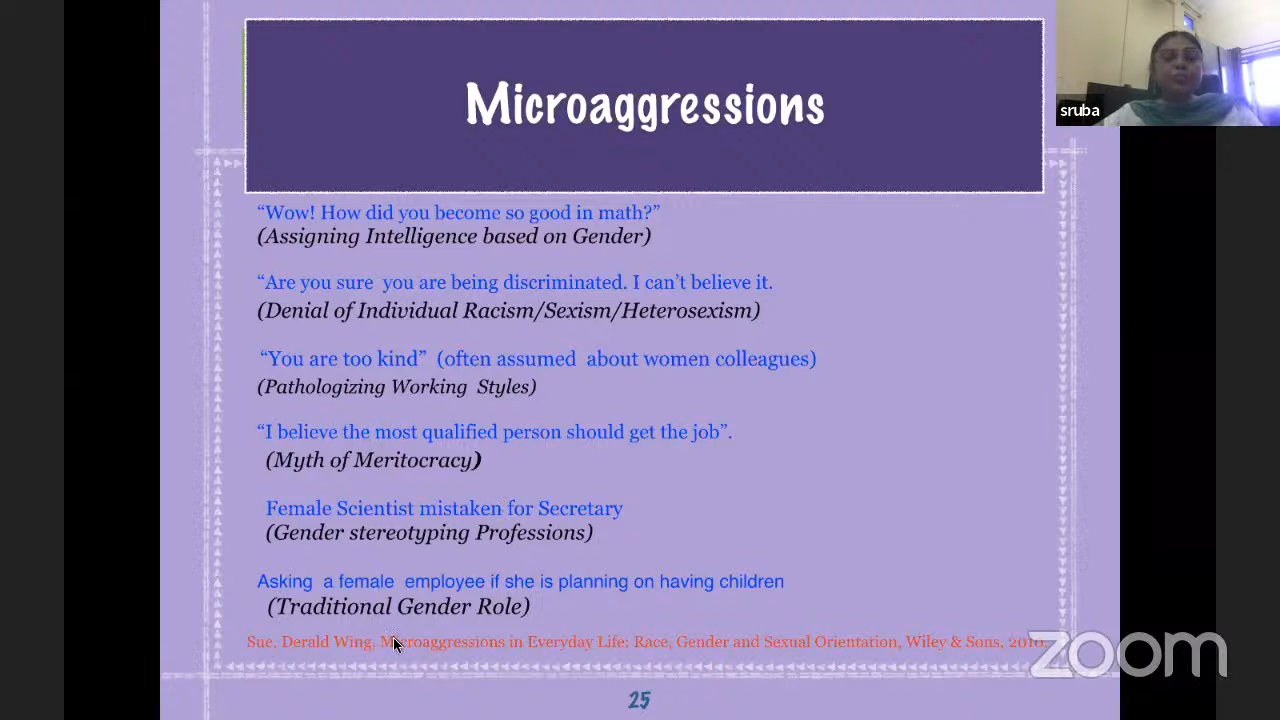 Microaggressions
sruba
“Wow! How did you become so good in math?”
(Assigning Intelligence based on Gender)
“Are you sure you are being discriminated. I can’t believe it.
(Denial of Individual Racism/Sexism/Heterosexism)
“You are too kind” (often assumed about women colleagues)
(Pathologizing Working Styles)
“I believe the most qualified person should get the job”.
(Myth of Meritocracy)
Female Scientist mistaken for Secretary
(Gender stereotyping Professions)
Asking a female employee if she is planning on having children
(Traditional Gender Role)
Sue, Derald Wing, Microaggressions in Everyday Life: Race, Gender and Sexual Orientation, Wiley & Sons, 2010.
zoom
25